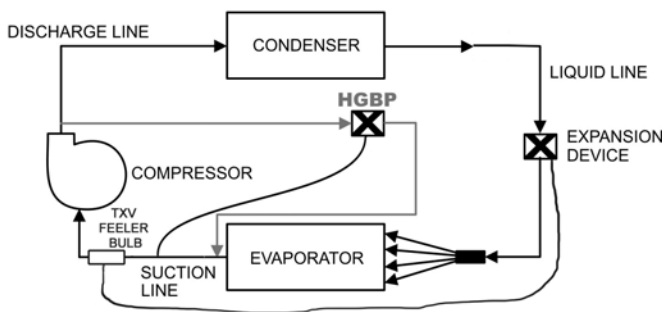 DISCHARGE LINE
CONDENSER
LIQUID LINE
HGBP
EXPANSION
DEVICE
COMPRESSOR
TXV
FEELER
BULB
SUCTION
LINE
EVAPORATOR